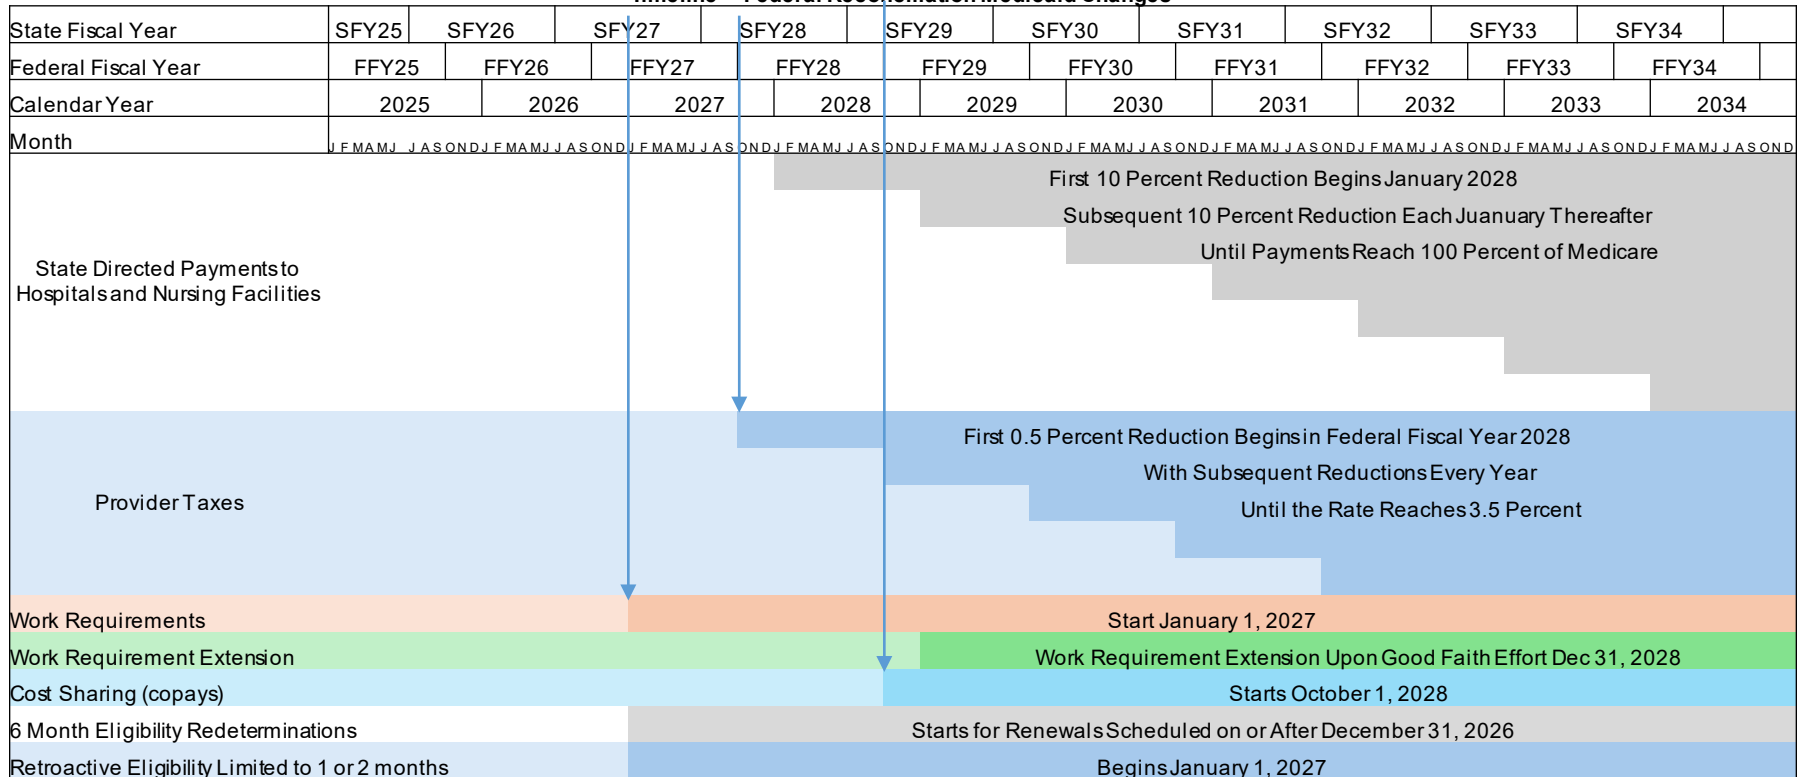 Timeline - Federal Reconciliation Medicaid Changes
State Fiscal Year SFY25 SFY26 SFY27 SFY28 SFY29 SFY30 SFY31 SFY32 SFY33 SFY34
Federal Fiscal Year FFY25 FFY26 FFY27 FFY28 FFY29 FFY30 FFY31 FFY32 FFY33 FFY34
Calendar Year 2025 2026 2027 2028 2029 2030 2031 2032 2033 2034
Month J F M A M J J A S O N D J F M A M J J A S O N D J F M A M J J A S O N D J F M A M J J A S O N D J F M A M J J A S O N D J F M A M J J A S O N D J F M A M J J A S O N D J F M A M J J A S O N D J F M A M J J A S O N D J F M A M J J A S O N D
First 10 Percent Reduction Begins January 2028
Subsequent 10 Percent Reduction Each Juanuary Thereafter
Until Payments Reach 100 Percent of Medicare
State Directed Payments to
Hospitals and Nursing Facilities
First 0.5 Percent Reduction Begins in Federal Fiscal Year 2028
With Subsequent Reductions Every Year
Provider Taxes
Until the Rate Reaches 3.5 Percent
Work Requirements Start January 1, 2027
Work Requirement Extension Work Requirement Extension Upon Good Faith Effort Dec 31, 2028
Cost Sharing (copays) Starts October 1, 2028
6 Month Eligibility Redeterminations Starts for Renewals Scheduled on or After December 31, 2026
Retroactive Eligibility Limited to 1 or 2 months Begins January 1, 2027